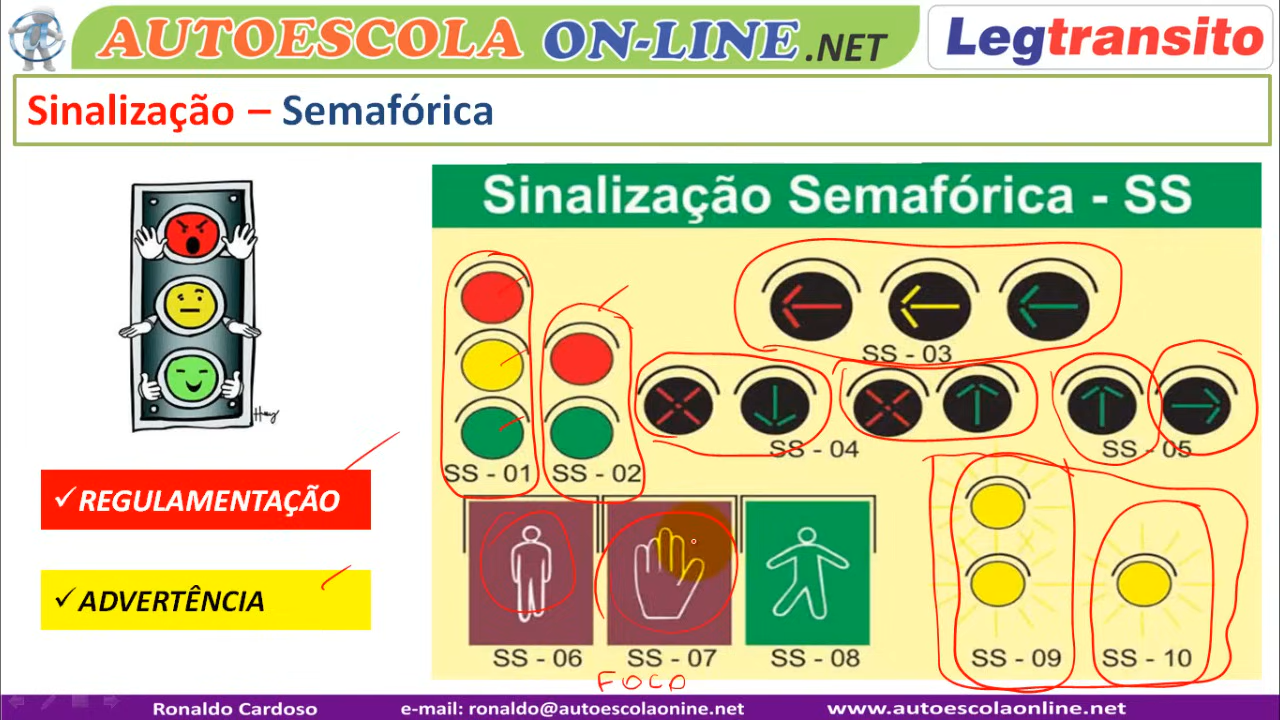 AUTOESCOLA ON-LINE.NET
Legtransito
Sinalização – Semafórica
Sinalização Semafórica - SS
SS - 03
SS - 01
SS - 02
SS - 04
SS - 05
✓REGULAMENTAÇÃO
✓ADVERTÊNCIA
SS - 06
SS - 07
SS - 08
SS - 09
SS - 10
FOCO
Ronaldo Cardoso
e-mail: ronaldo@autoescolaonine.net
www.autoescolaonline.net